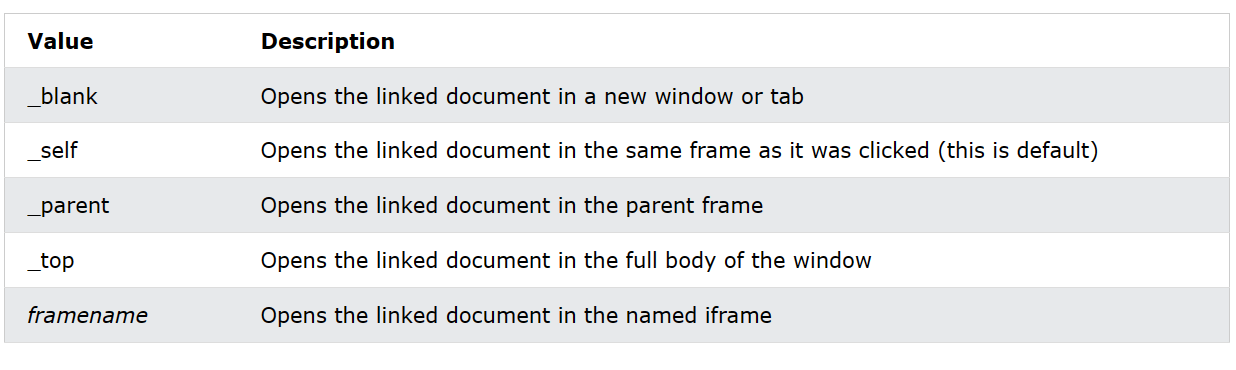 Value Description
_blank Opens the linked document in a new window or tab
_self Opens the linked document in the same frame as it was clicked (this is default)
_parent Opens the linked document in the parent frame
_top Opens the linked document in the full body of the window
framename Opens the linked document in the named iframe